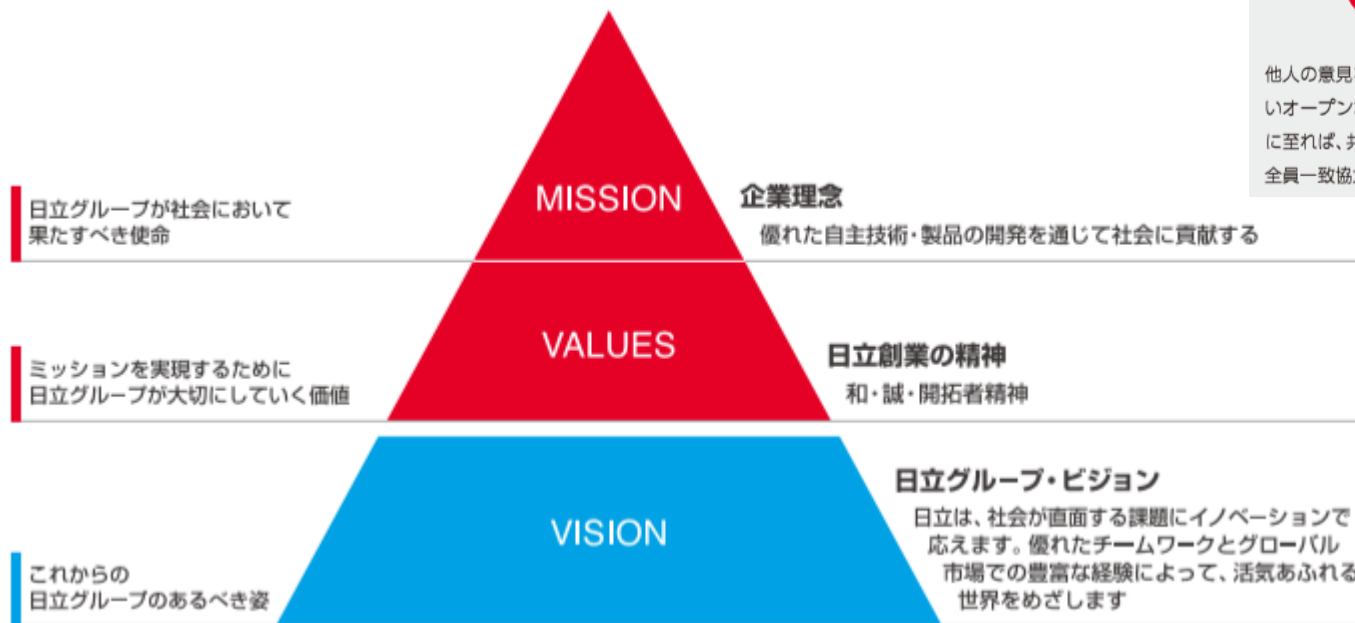 日立グループが社会において
果たすべき使命
MISSION
企業理念
優れた自主技術・製品の開発を通じて社会に貢献する
ミッションを実現するために
日立グループが大切にしていく価値
VALUES
日立創業の精神
和・誠・開拓者精神
これからの
日立グループのあるべき姿
VISION
日立グループ・ビジョン
日立は、社会が直面する課題にイノベーションで
応えます。優れたチームワークとグローバル
市場での豊富な経験によって、活気あふれる
世界をめざします
他人の意見
いオープン
に至れば、
全員一致協